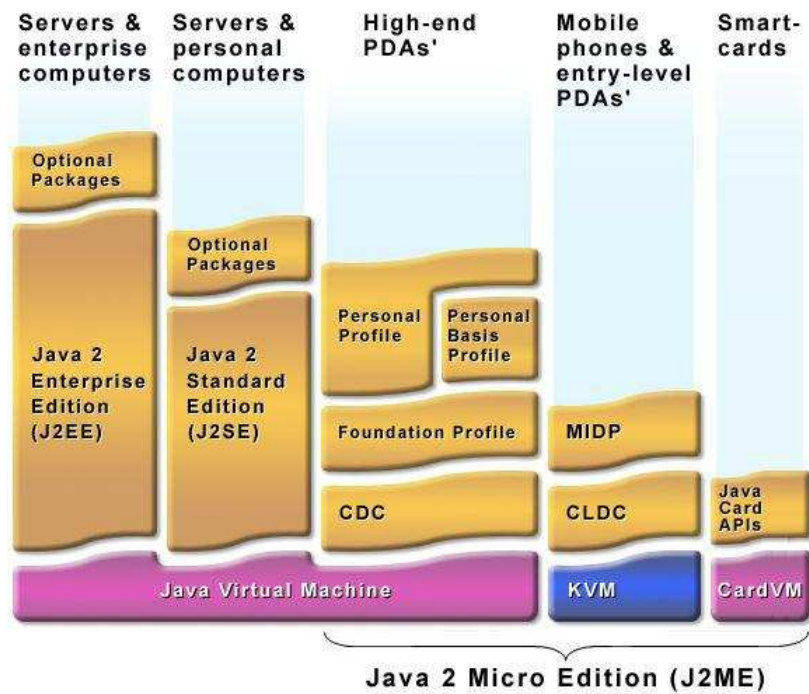 Servers &
enterprise
computers
Servers &
personal
computers
High-end
PDAs'
Mobile
phones &
entry-level
PDAs'
Smart-
cards
Optional
Packages
Java 2
Enterprise
Edition
(J2EE)
Optional
Packages
Java 2
Standard
Edition
(J2SE)
Personal
Profile
Personal
Basis
Profile
Foundation Profile
CDC
MIDP
CLDC
Java
Card
APIs
Java Virtual Machine
KVM
CardVM
Java 2 Micro Edition (J2ME)